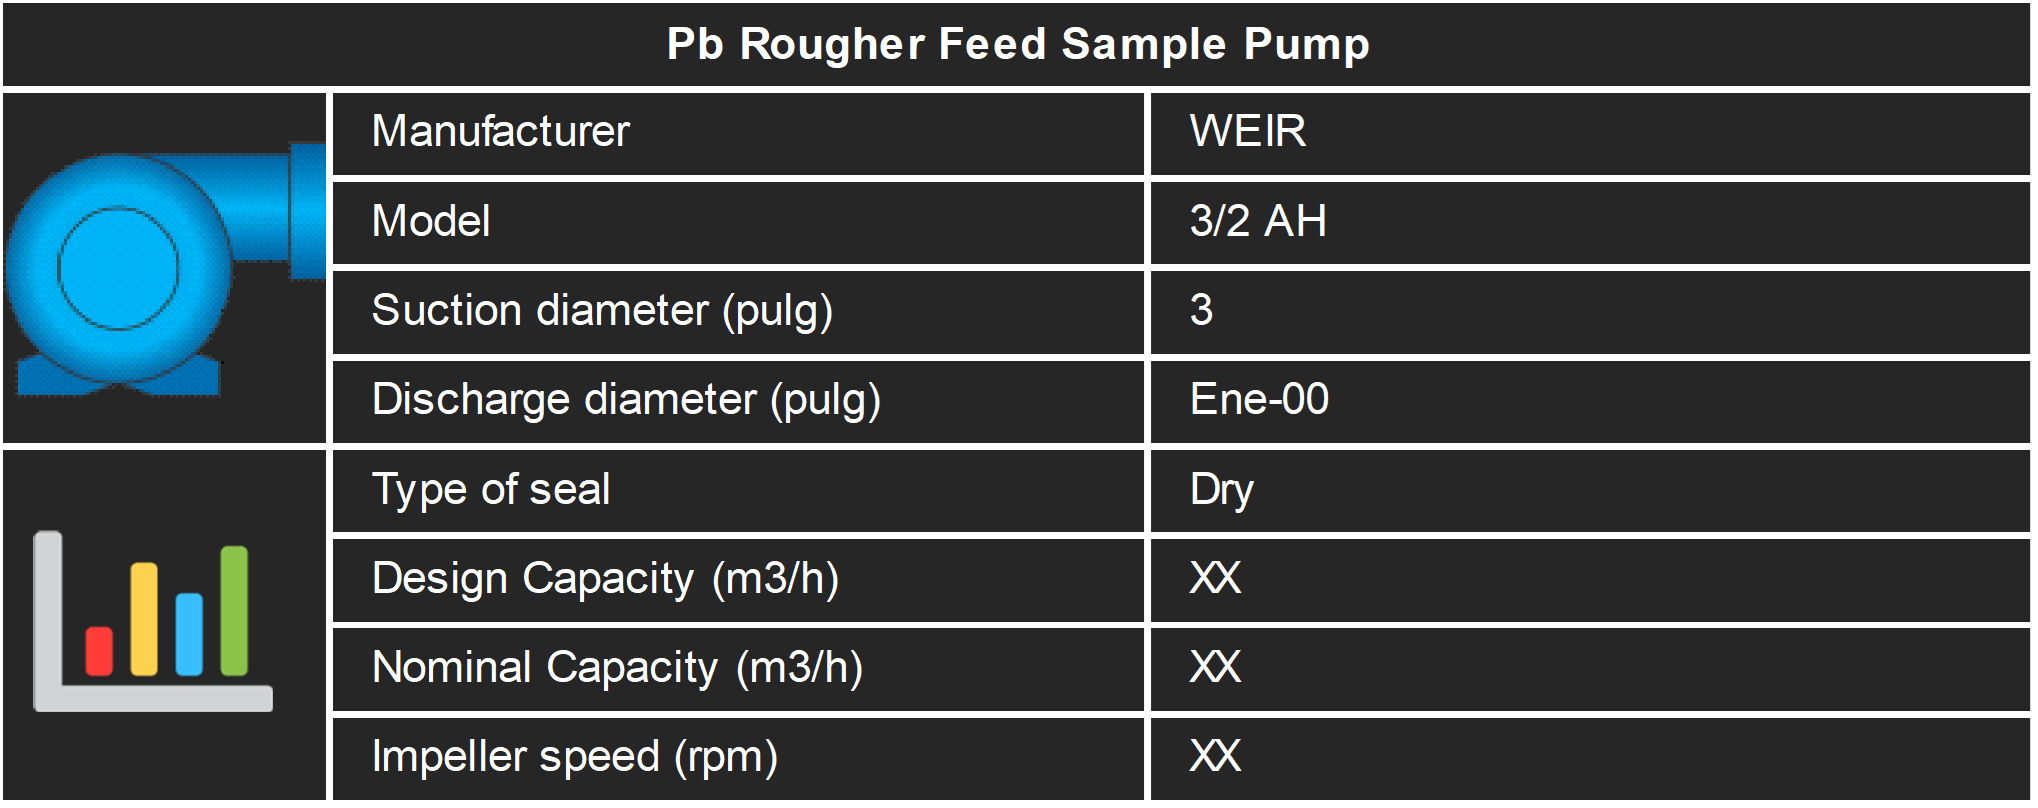 Pb Rougher Feed Sample Pump
Manufacturer WEIR
Model 3/2 AH
Suction diameter (pulg) 3
Discharge diameter (pulg) Ene-00
Type of seal Dry
Design Capacity (m3/h) XX
Nominal Capacity (m3/h) XX
Impeller speed (rpm) XX